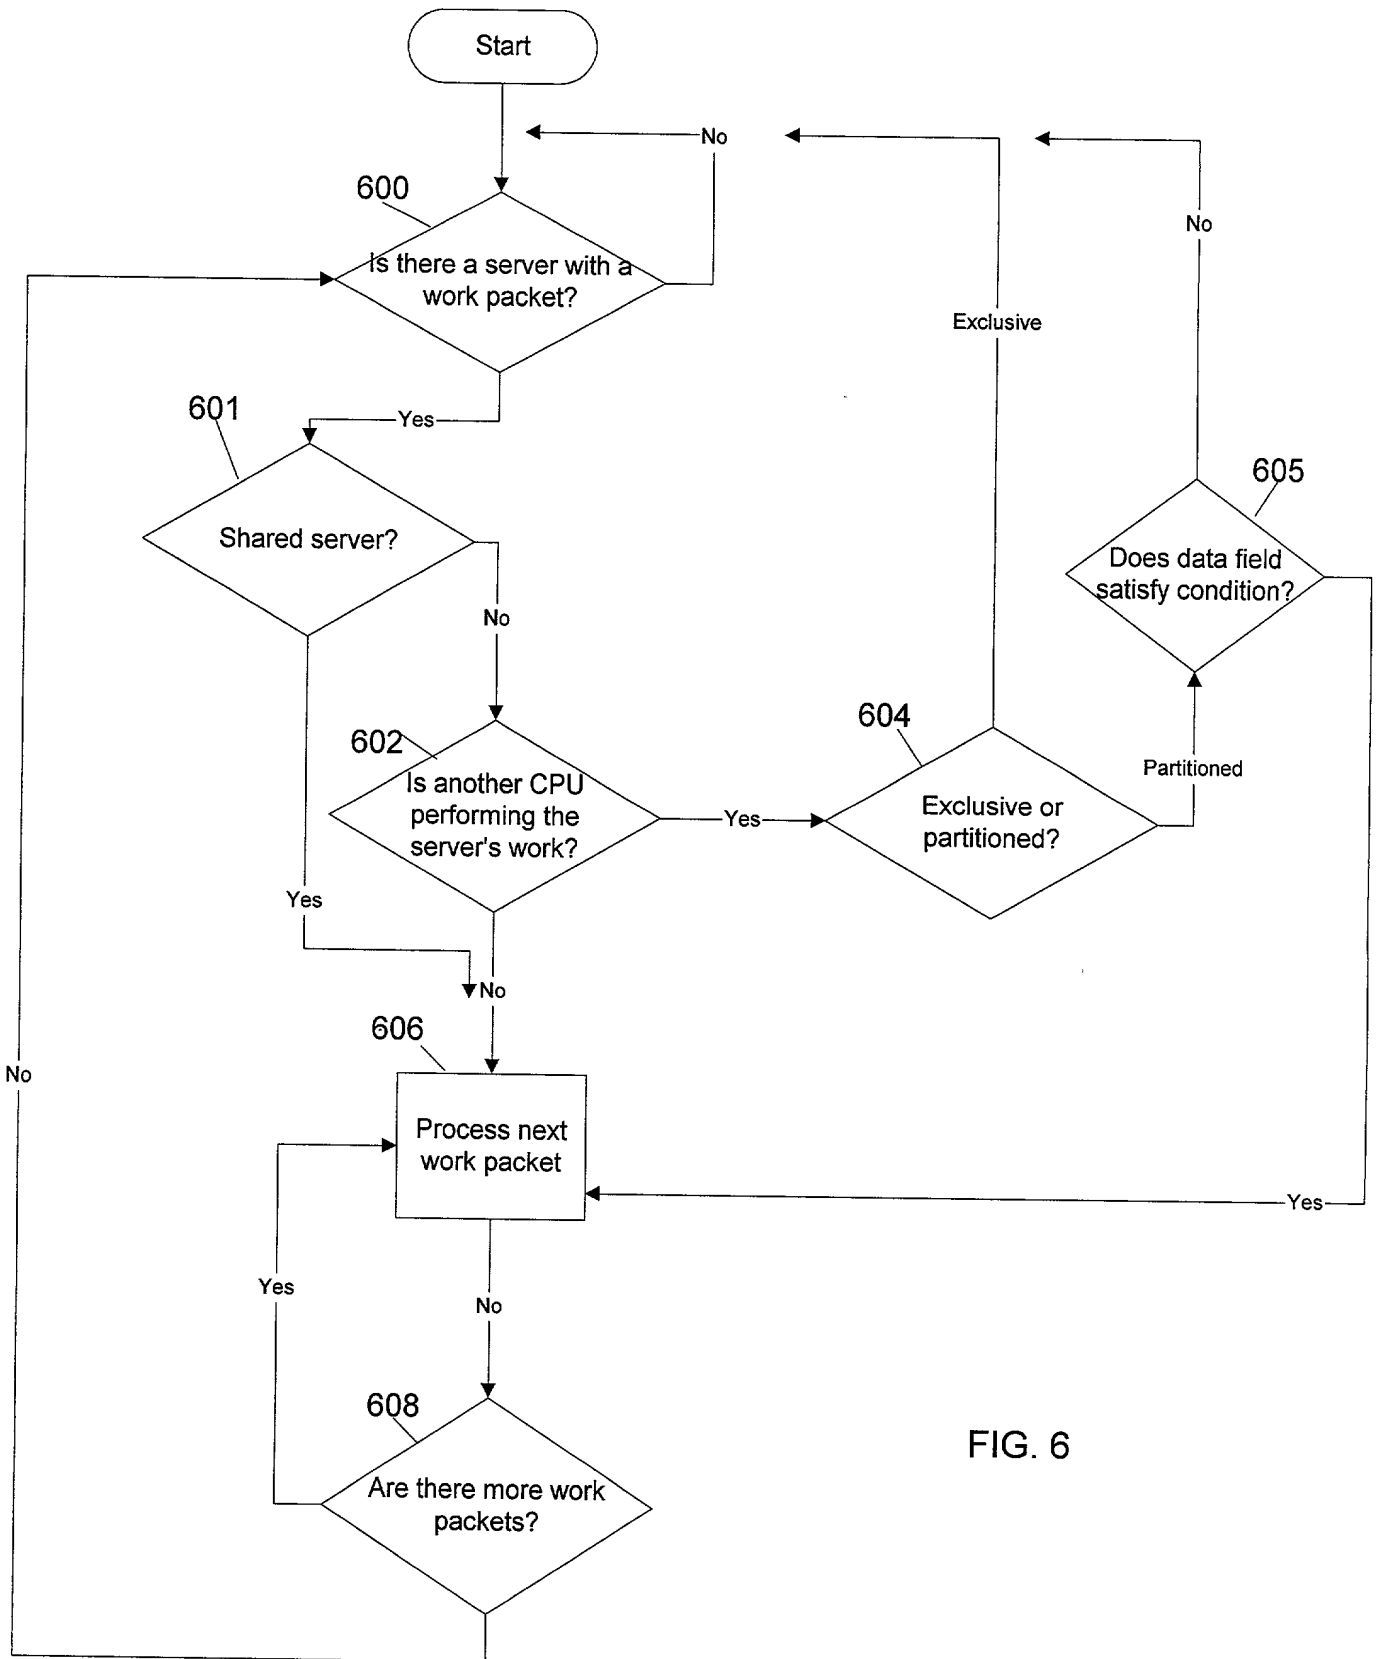 Start
No
600
No
Is there a server with a
work packet?
Exclusive
601
Yes
605
Shared server?
Does data field
satisfy condition?
No
602
604
Is another CPU
performing the
server's work?
Yes
Partitioned
Exclusive or
partitioned?
Yes
No
606
No
Process next
work packet
Yes
Yes
No
608
Are there more work
packets?
FIG. 6